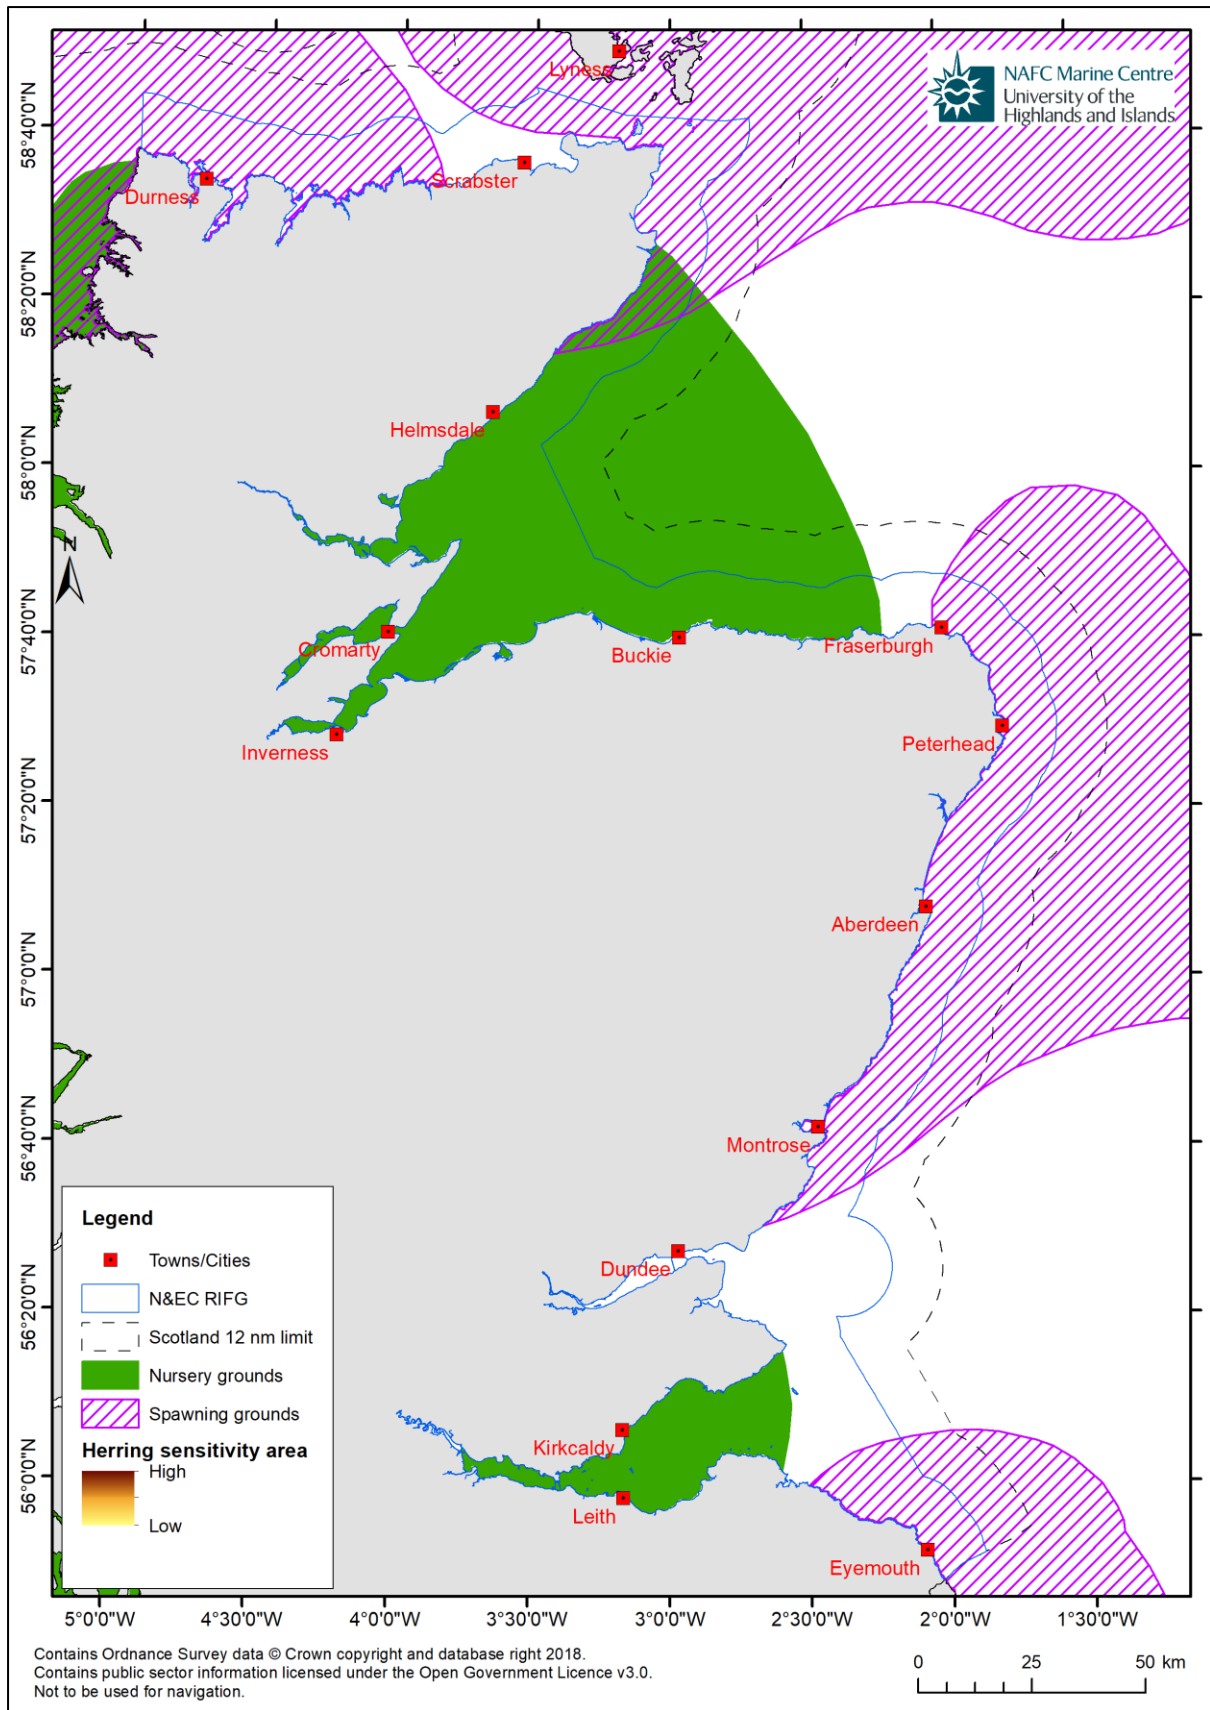 Lyness
NAFC Marine Centre
University of the
Highlands and Islands
58°40'0"N
Scrabster
Durness
58°20'0"N
Helmsdale
58°0'0"N
N
57°40'0"N
Cromarty
Buckie
Fraserburgh
Inverness
Peterhead
57°20'0"N
Aberdeen
57°0'0"N
56°40'0"N
Montrose
Legend
Towns/Cities
N&EC RIFG
Scotland 12 nm limit
Nursery grounds
Spawning grounds
Herring sensitivity area
High
Low
Dundee
56°20'0"N
Kirkcaldy
56°0'0"N
Leith
Eyemouth
5°0'0"W 4°30'0"W 4°0'0"W 3°30'0"W 3°0'0"W 2°30'0"W 2°0'0"W 1°30'0"W
Contains Ordnance Survey data © Crown copyright and database right 2018.
Contains public sector information licensed under the Open Government Licence v3.0.
Not to be used for navigation.
0 25 50 km